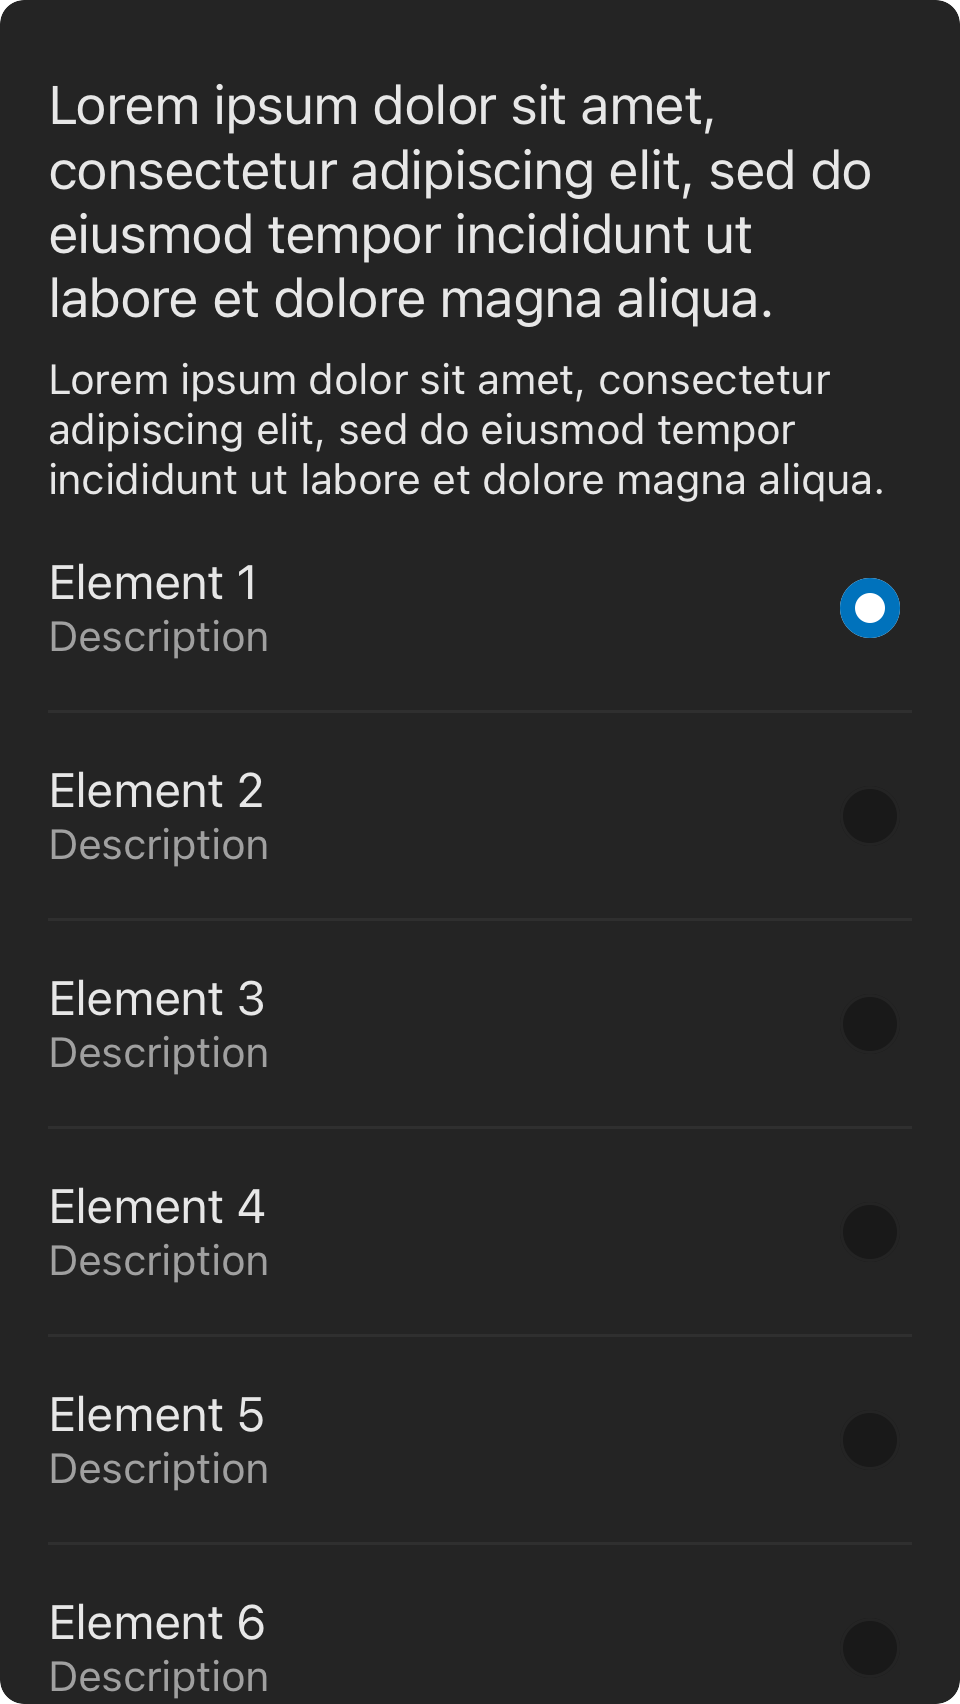 Lorem ipsum dolor sit amet,
consectetur adipiscing elit, sed do
eiusmod tempor incididunt ut
labore et dolore magna aliqua.
Lorem ipsum dolor sit amet, consectetur
adipiscing elit, sed do eiusmod tempor
incididunt ut labore et dolore magna aliqua.
Element 1
Description
Element 2
Description
Element 3
Description
Element 4
Description
Element 5
Description
Element 6
Description